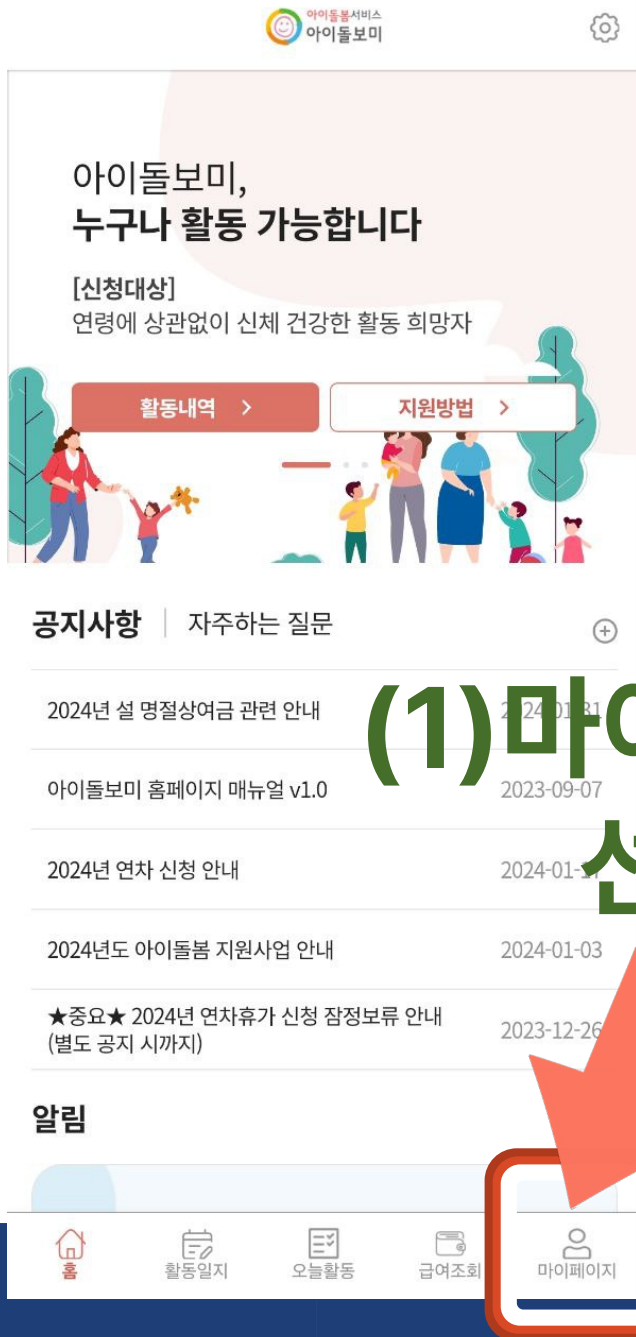 아이돌봄서비스
아이돌보미
아이돌보미,
누구나 활동 가능합니다
[신청대상]
연령에 상관없이 신체 건강한 활동 희망자
활동내역 >
지원방법 >
공지사항 | 자주하는 질문
(1)마
2024년 설 명절상여금 관련 안내
아이돌보미 홈페이지 매뉴얼 v1.0 2023-09-07
2024년 연차 신청 안내
2024년도 아이돌봄 지원사업 안내 2024-01-03
★중요★ 2024년 연차휴가 신청 잠정보류 안내 2023-12-26
(별도 공지 시까지)
알림
홈 활동일지 오늘활동 급여조회 마이페이지